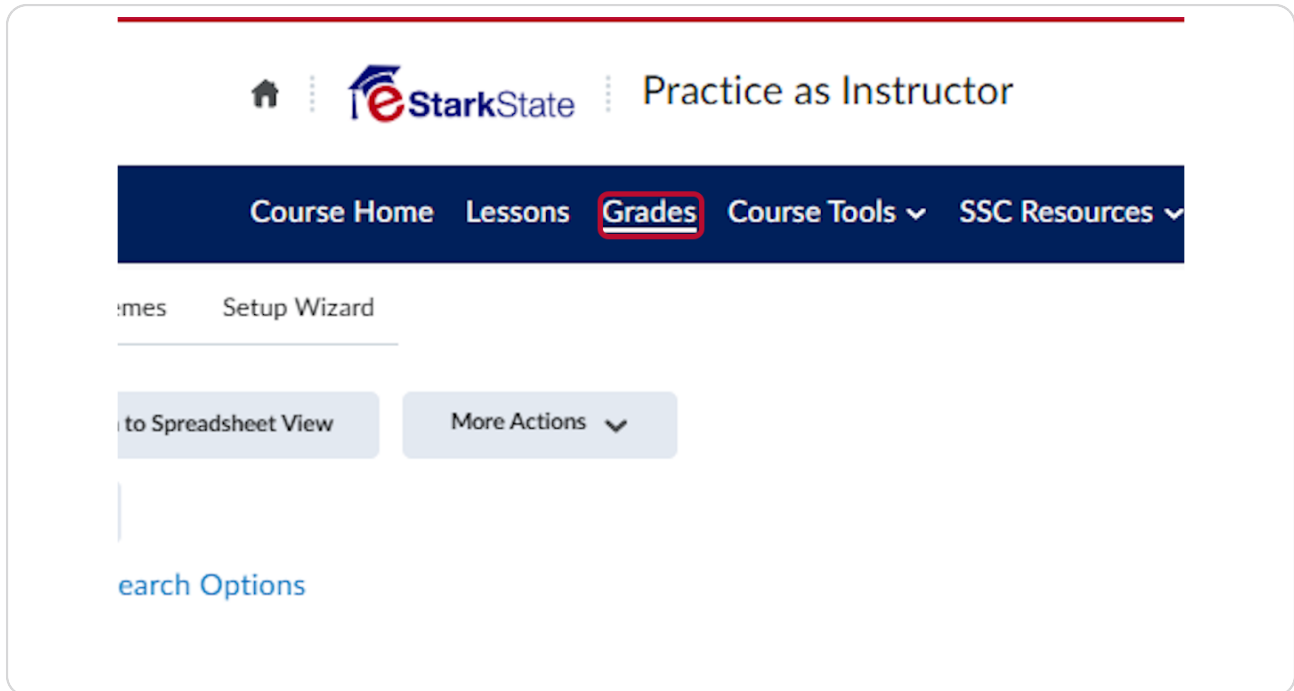 eStarkState Practice as Instructor
Course Home Lessons Grades Course Tools SSC Resources
emes Setup Wizard
to Spreadsheet View More Actions
earch Options